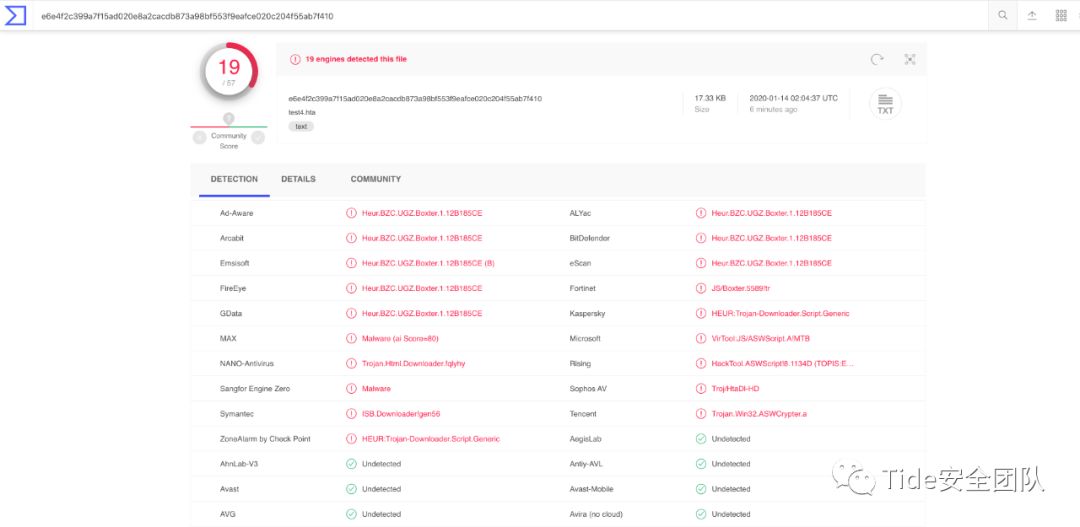 e6e4f2c399a7f15ad020e8a2cacdb873a98bf553f9eafce020c204f55ab7f410
19
/ 57
?
Community
Score
19 engines detected this file
e6e4f2c399a7f15ad020e8a2cacdb873a98bf553f9eafce020c204f55ab7f410
test4.hta
text
17.33 KB
Size
2020-01-14 02:04:37 UTC
6 minutes ago
TXT
DETECTION DETAILS COMMUNITY
Ad-Aware Heur.BZC.UGZ.Boxter.1.12B185CE ALYac Heur.BZC.UGZ.Boxter.1.12B185CE
Arcabit Heur.BZC.UGZ.Boxter.1.12B185CE BitDefender Heur.BZC.UGZ.Boxter.1.12B185CE
Emsisoft Heur.BZC.UGZ.Boxter.1.12B185CE (B) eScan Heur.BZC.UGZ.Boxter.1.12B185CE
FireEye Heur.BZC.UGZ.Boxter.1.12B185CE Fortinet JS/Boxter.5589!tr
GData Heur.BZC.UGZ.Boxter.1.12B185CE Kaspersky HEUR:Trojan-Downloader.Script.Generic
MAX Malware (ai Score=80) Microsoft VirTool:JS/ASWScript.A!MTB
NANO-Antivirus Trojan.Html.Downloader.fqlyhy Rising HackTool.ASWScript!8.1134D (TOPIS:E...
Sangfor Engine Zero Malware Sophos AV Troj/HtaDl-HD
Symantec ISB.Downloader!gen56 Tencent Trojan.Win32.ASWCrypter.a
ZoneAlarm by Check Point HEUR:Trojan-Downloader.Script.Generic AegisLab Undetected
AhnLab-V3 Undetected Antiy-AVL Undetected
Avast Undetected Avast-Mobile Undetected
AVG Undetected Avira (no cloud) Undetected
Tide安全团队